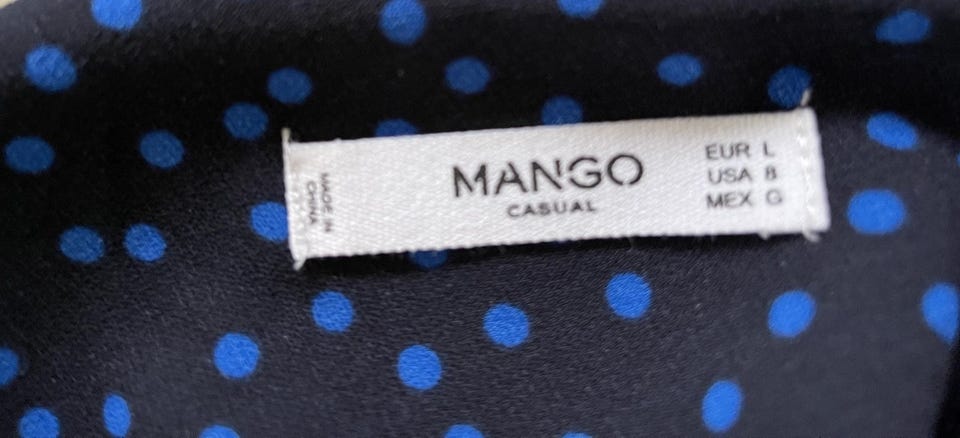 MANGO
CASUAL
EUR L
USA 8
MEX G
MADE IN
CHINA